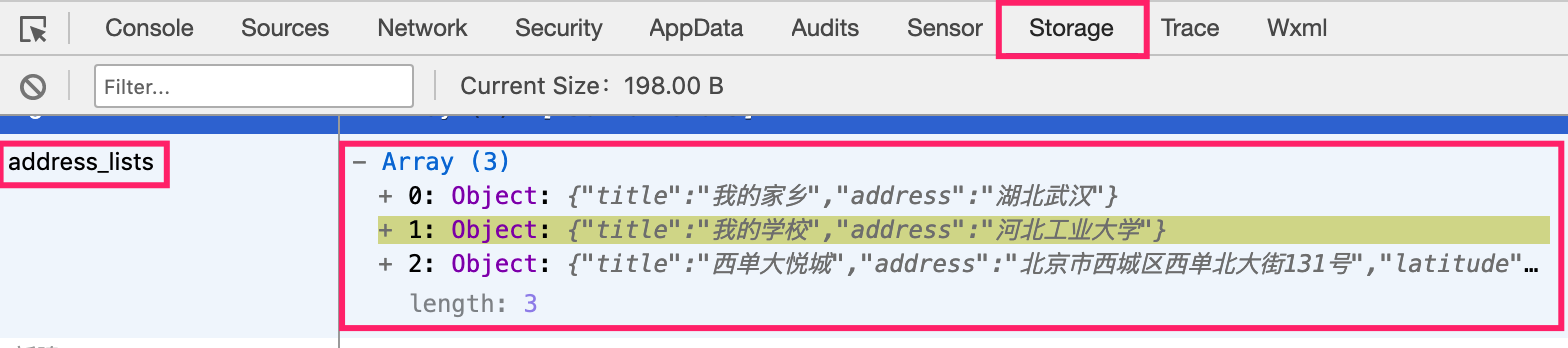 Console Sources Network Security AppData Audits Sensor Storage Trace Wxml
Filter... Current Size：198.00 B
address_lists
− Array (3)
+ 0: Object: {"title":"我的家乡","address":"湖北武汉"}
+ 1: Object: {"title":"我的学校","address":"河北工业大学"}
+ 2: Object: {"title":"西单大悦城","address":"北京市西城区西单北大街131号","latitude"…
length: 3